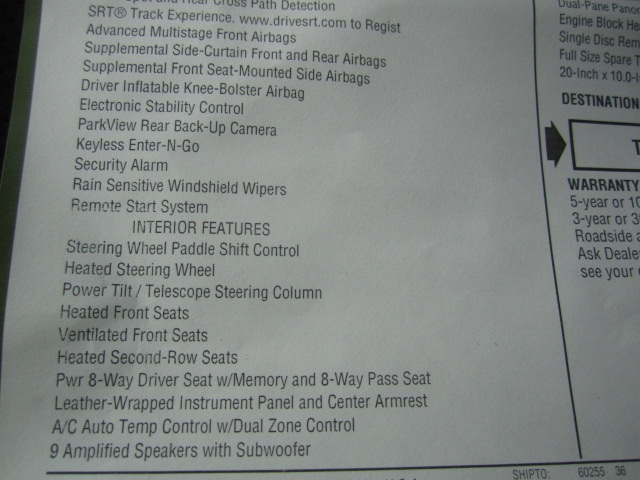 Spot and Rear Cross Path Detection
SRT® Track Experience. www.drivesrt.com to Regist
Advanced Multistage Front Airbags
Supplemental Side-Curtain Front and Rear Airbags
Supplemental Front Seat-Mounted Side Airbags
Driver Inflatable Knee-Bolster Airbag
Electronic Stability Control
ParkView Rear Back-Up Camera
Keyless Enter-N-Go
Security Alarm
Rain Sensitive Windshield Wipers
Remote Start System
INTERIOR FEATURES
Steering Wheel Paddle Shift Control
Heated Steering Wheel
Power Tilt / Telescope Steering Column
Heated Front Seats
Ventilated Front Seats
Heated Second-Row Seats
Pwr 8-Way Driver Seat w/Memory and 8-Way Pass Seat
Leather-Wrapped Instrument Panel and Center Armrest
A/C Auto Temp Control w/Dual Zone Control
9 Amplified Speakers with Subwoofer
Dual-Pane Pano
Engine Block He
Single Disc Rem
Full Size Spare T
20-Inch x 10.0-I
DESTINATION
T
WARRANTY
5-year or 10
3-year or 3
Roadside a
Ask Deale
see your
SHIPTO: 60255 36